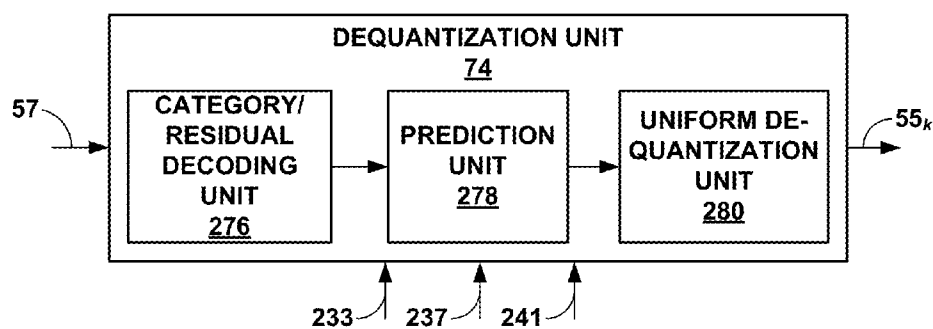 DEQUANTIZATION UNIT
74
57
CATEGORY/
RESIDUAL
DECODING
UNIT
276
PREDICTION
UNIT
278
UNIFORM DE-
QUANTIZATION
UNIT
280
55k
233
237
241